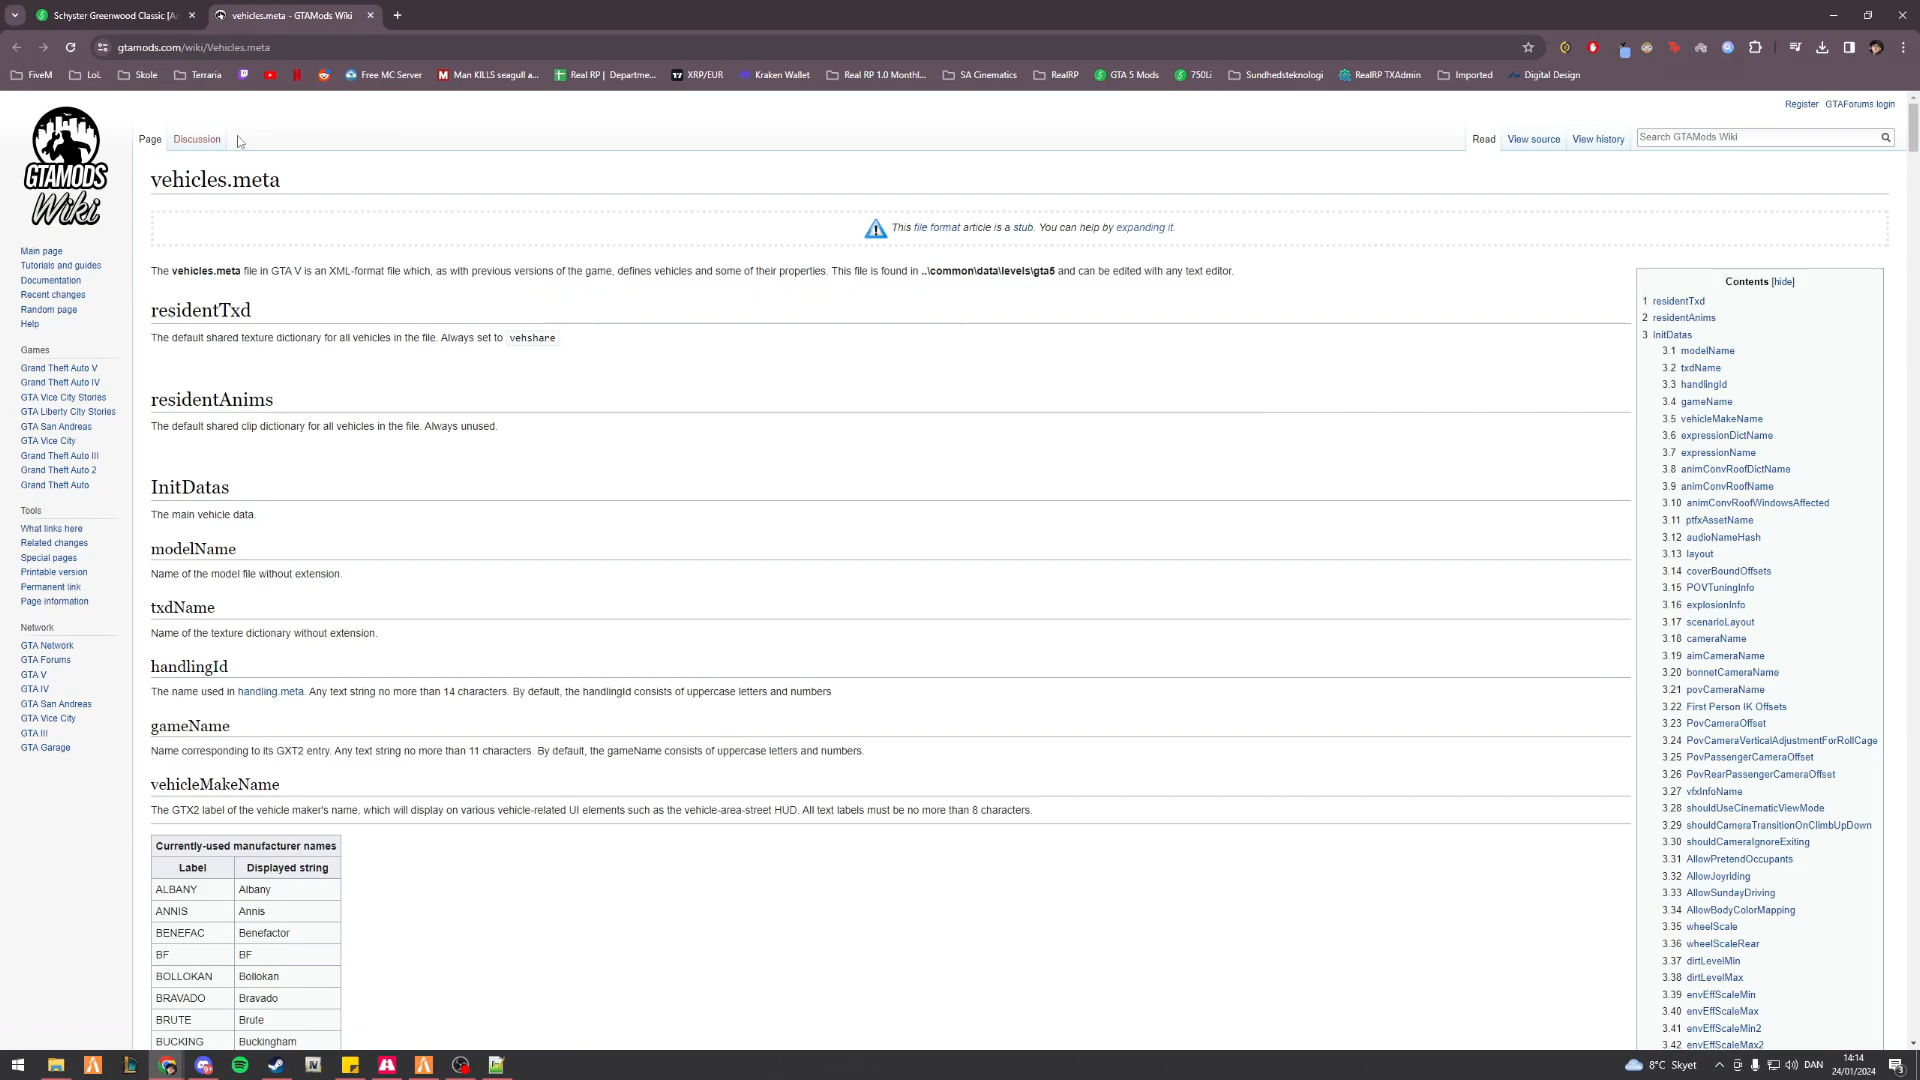 Schyster Greenwood Classic [Ad
vehicles.meta - GTAMods Wiki
gtamods.com/wiki/Vehicles.meta
FiveM
LoL
Skole
Terraria
Free MC Server
Man KILLS seagull a...
Real RP | Departme...
XRP/EUR
Kraken Wallet
Real RP 1.0 Monthl...
SA Cinematics
RealRP
GTA 5 Mods
750Li
Sundhedsteknologi
RealRP TXAdmin
Imported
Digital Design
Register GTAForums login
GTAMODS
Wiki
Page Discussion
Read View source View history
Search GTAMods Wiki
vehicles.meta
This file format article is a stub. You can help by expanding it.
The vehicles.meta file in GTA V is an XML-format file which, as with previous versions of the game, defines vehicles and some of their properties. This file is found in ..\common\data\levels\gta5 and can be edited with any text editor.
residentTxd
The default shared texture dictionary for all vehicles in the file. Always set to vehshare
residentAnims
The default shared clip dictionary for all vehicles in the file. Always unused.
InitDatas
The main vehicle data.
modelName
Name of the model file without extension.
txdName
Name of the texture dictionary without extension.
handlingId
The name used in handling.meta. Any text string no more than 14 characters. By default, the handlingId consists of uppercase letters and numbers
gameName
Name corresponding to its GXT2 entry. Any text string no more than 11 characters. By default, the gameName consists of uppercase letters and numbers.
vehicleMakeName
The GTX2 label of the vehicle maker's name, which will display on various vehicle-related UI elements such as the vehicle-area-street HUD. All text labels must be no more than 8 characters.
Currently-used manufacturer names
Label Displayed string
ALBANY Albany
ANNIS Annis
BENEFAC Benefactor
BF BF
BOLLOKAN Bollokan
BRAVADO Bravado
BRUTE Brute
BUCKING Buckingham
Main page
Tutorials and guides
Documentation
Recent changes
Random page
Help
Games
Grand Theft Auto V
Grand Theft Auto IV
GTA Vice City Stories
GTA Liberty City Stories
GTA San Andreas
GTA Vice City
Grand Theft Auto III
Grand Theft Auto 2
Grand Theft Auto
Tools
What links here
Related changes
Special pages
Printable version
Permanent link
Page information
Network
GTA Network
GTA Forums
GTA V
GTA IV
GTA San Andreas
GTA Vice City
GTA III
GTA Garage
Contents [hide]
1 residentTxd
2 residentAnims
3 InitDatas
3.1 modelName
3.2 txdName
3.3 handlingId
3.4 gameName
3.5 vehicleMakeName
3.6 expressionDictName
3.7 expressionName
3.8 animConvRoofDictName
3.9 animConvRoofName
3.10 animConvRoofWindowsAffected
3.11 ptfxAssetName
3.12 audioNameHash
3.13 layout
3.14 coverBoundOffsets
3.15 POVTuningInfo
3.16 explosionInfo
3.17 scenarioLayout
3.18 cameraName
3.19 aimCameraName
3.20 bonnetCameraName
3.21 povCameraName
3.22 First Person IK Offsets
3.23 PovCameraOffset
3.24 PovCameraVerticalAdjustmentForRollCage
3.25 PovPassengerCameraOffset
3.26 PovRearPassengerCameraOffset
3.27 vfxInfoName
3.28 shouldUseCinematicViewMode
3.29 shouldCameraTransitionOnClimbUpDown
3.30 shouldCameraIgnoreExiting
3.31 AllowPretendOccupants
3.32 AllowJoyriding
3.33 AllowSundayDriving
3.34 AllowBodyColorMapping
3.35 wheelScale
3.36 wheelScaleRear
3.37 dirtLevelMin
3.38 dirtLevelMax
3.39 envEffScaleMin
3.40 envEffScaleMax
3.41 envEffScaleMin2
3.42 envEffScaleMax2
8°C Skyet
DAN
14:14
24/01/2024
3